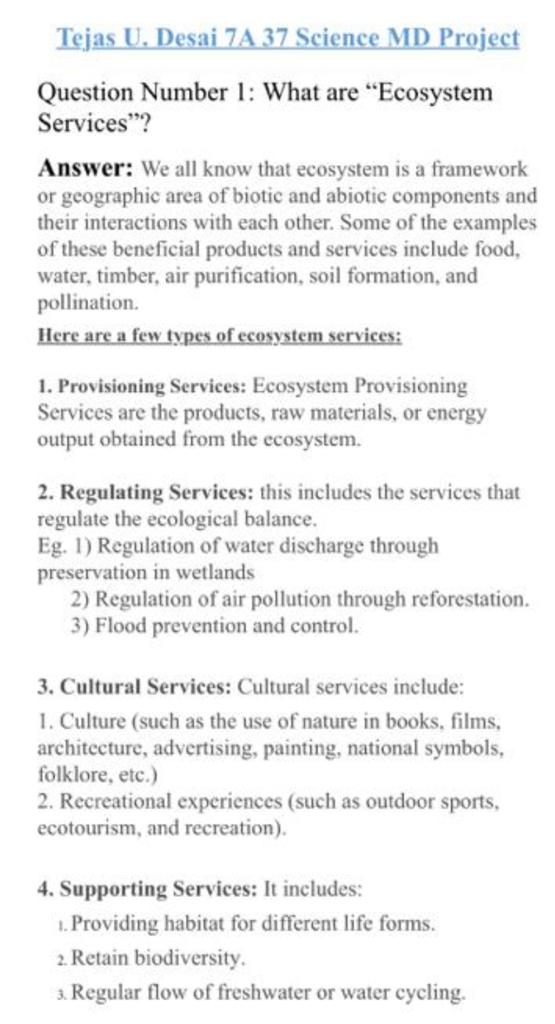 Tejas U. Desai 7A 37 Science MD Project
Question Number 1: What are “Ecosystem
Services”?
Answer: We all know that ecosystem is a framework
or geographic area of biotic and abiotic components and
their interactions with each other. Some of the examples
of these beneficial products and services include food,
water, timber, air purification, soil formation, and
pollination.
Here are a few types of ecosystem services:
1. Provisioning Services: Ecosystem Provisioning
Services are the products, raw materials, or energy
output obtained from the ecosystem.
2. Regulating Services: this includes the services that
regulate the ecological balance.
Eg. 1) Regulation of water discharge through
preservation in wetlands
2) Regulation of air pollution through reforestation.
3) Flood prevention and control.
3. Cultural Services: Cultural services include:
1. Culture (such as the use of nature in books, films,
architecture, advertising, painting, national symbols,
folklore, etc.)
2. Recreational experiences (such as outdoor sports,
ecotourism, and recreation).
4. Supporting Services: It includes:
1. Providing habitat for different life forms.
2. Retain biodiversity.
3. Regular flow of freshwater or water cycling.